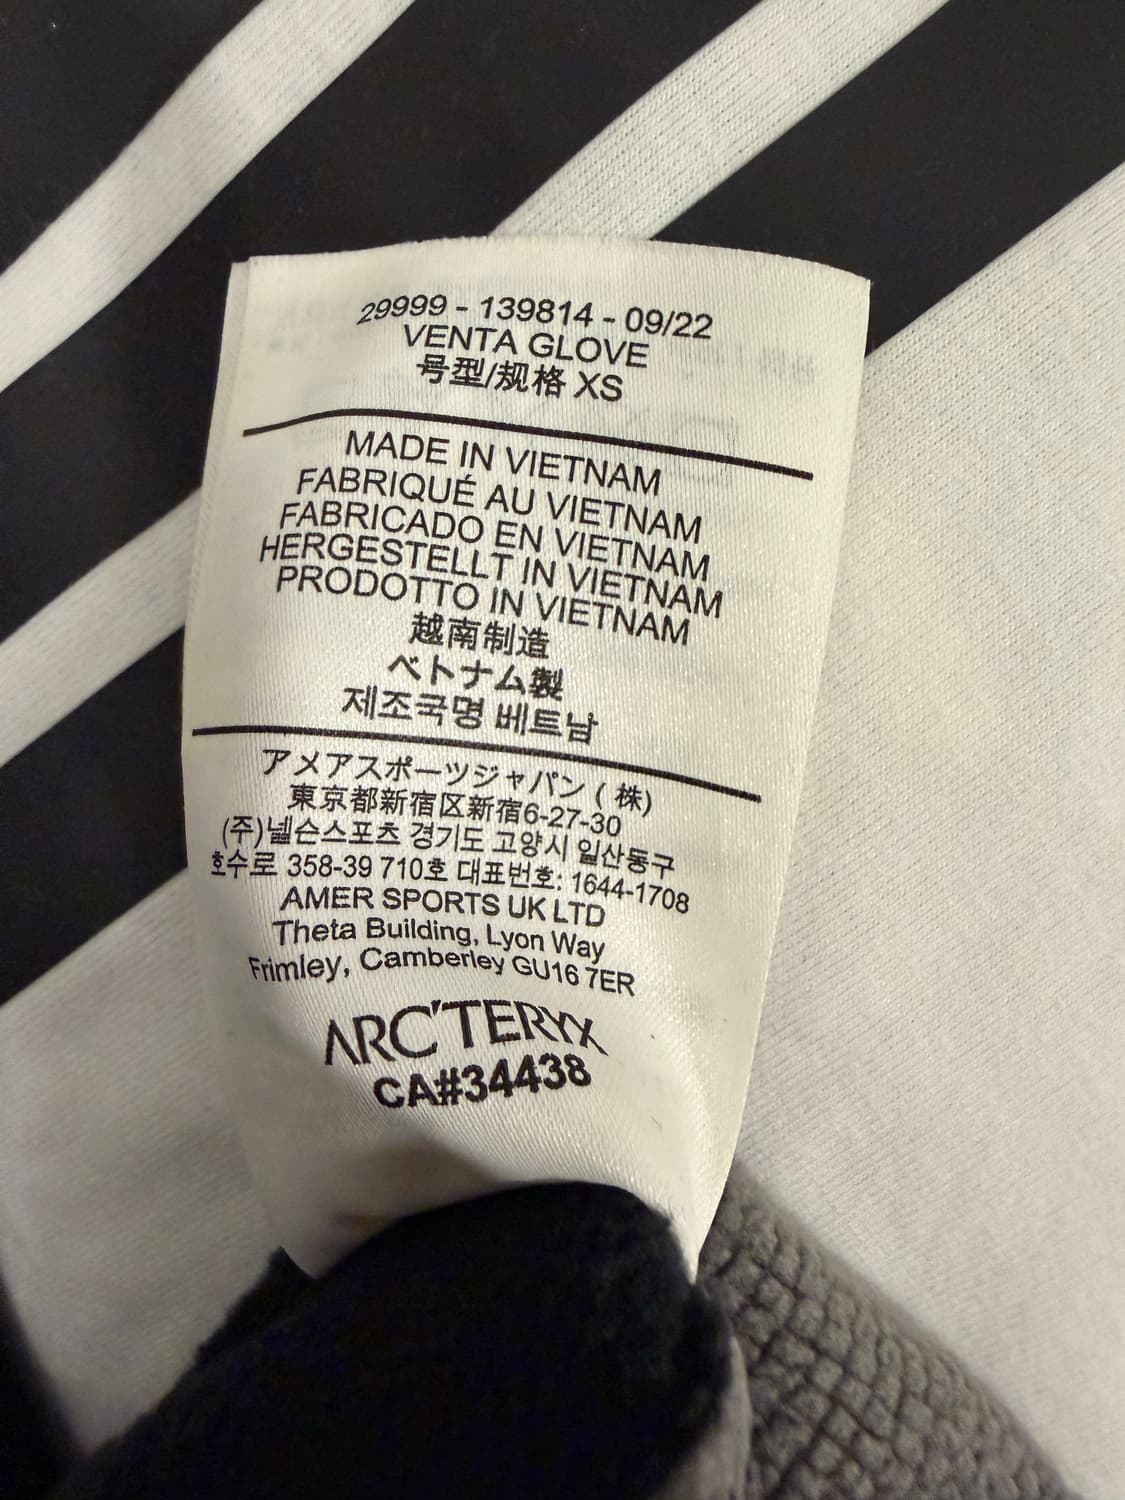 29999 - 139814 - 09/22
VENTA GLOVE
号型/规格 XS
MADE IN VIETNAM
FABRIQUÉ AU VIETNAM
FABRICADO EN VIETNAM
HERGESTELLT IN VIETNAM
PRODOTTO IN VIETNAM
越南制造
ベトナム製
제조국명 베트남
アメアスポーツジャパン ( 株)
東京都新宿区新宿6-27-30
(주)넬슨스포츠 경기도 고양시 일산동구
호수로 358-39 710호 대표번호: 1644-1708
AMER SPORTS UK LTD
Theta Building, Lyon Way
Frimley, Camberley GU16 7ER
ARC'TERYX
CA#34438